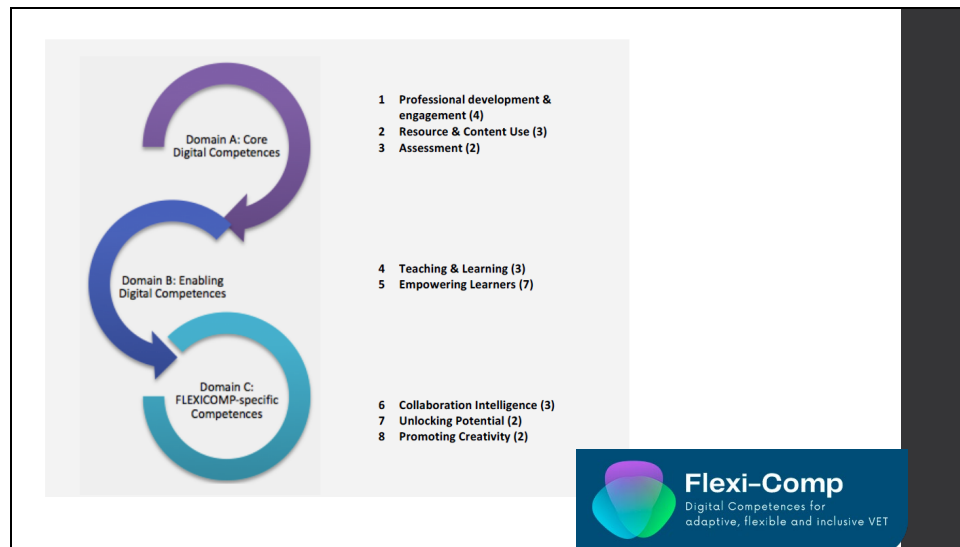 Domain A: Core
Digital Competences
1 Professional development &
engagement (4)
2 Resource & Content Use (3)
3 Assessment (2)
Domain B: Enabling
Digital Competences
4 Teaching & Learning (3)
5 Empowering Learners (7)
Domain C:
FLEXICOMP-specific
Competences
6 Collaboration Intelligence (3)
7 Unlocking Potential (2)
8 Promoting Creativity (2)
Flexi-Comp
Digital Competences for
adaptive, flexible and inclusive VET